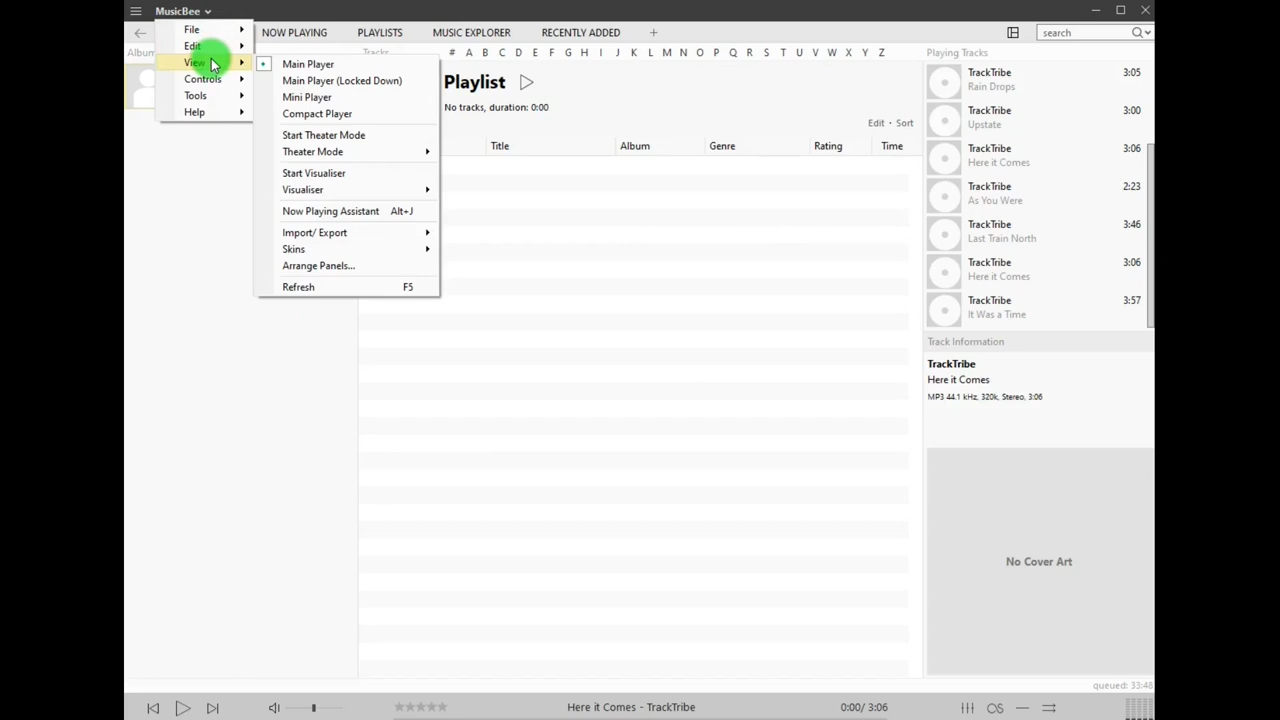 MusicBee
NOW PLAYING PLAYLISTS MUSIC EXPLORER RECENTLY ADDED + search
File
Edit
View
Controls
Tools
Help
Main Player
Main Player (Locked Down)
Mini Player
Compact Player
Start Theater Mode
Theater Mode
Start Visualiser
Visualiser
Now Playing Assistant Alt+J
Import/ Export
Skins
Arrange Panels...
Refresh F5
Album
Tracks
# A B C D E F G H I J K L M N O P Q R S T U V W X Y Z
Playlist
No tracks, duration: 0:00
Edit · Sort
Title Album Genre Rating Time
Playing Tracks
TrackTribe 3:05
Rain Drops
TrackTribe 3:00
Upstate
TrackTribe 3:06
Here it Comes
TrackTribe 2:23
As You Were
TrackTribe 3:46
Last Train North
TrackTribe 3:06
Here it Comes
TrackTribe 3:57
It Was a Time
Track Information
TrackTribe
Here it Comes
MP3 44.1 kHz, 320k, Stereo, 3:06
No Cover Art
queued: 33:48
Here it Comes - TrackTribe 0:00/ 3:06